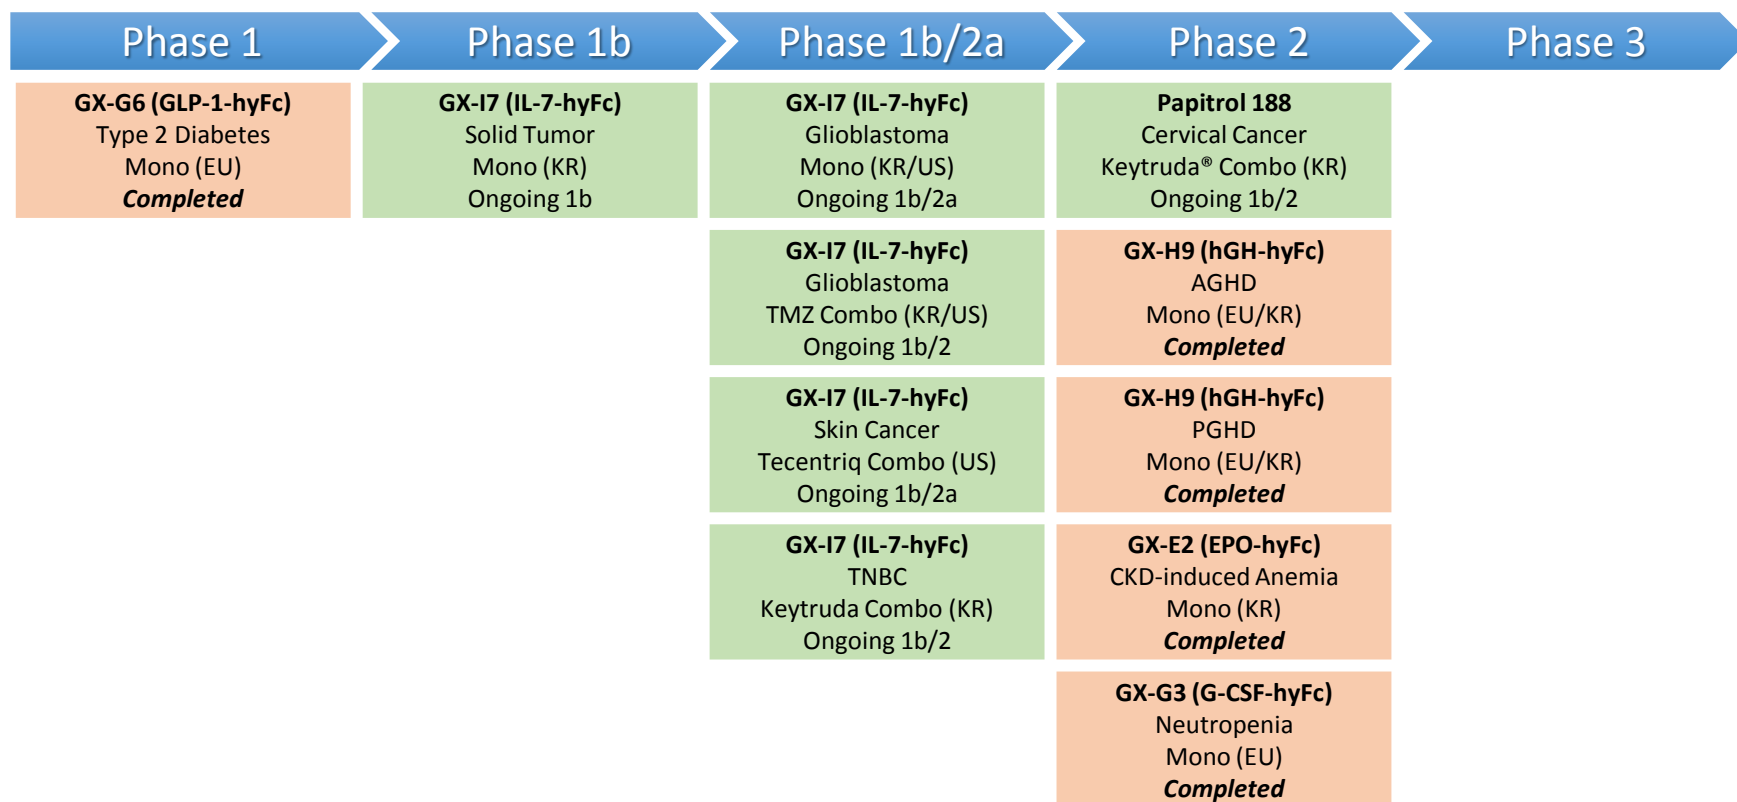 Phase 1
Phase 1b
Phase 1b/2a
Phase 2
Phase 3
GX-G6 (GLP-1-hyFc)
Type 2 Diabetes
Mono (EU)
Completed
GX-I7 (IL-7-hyFc)
Solid Tumor
Mono (KR)
Ongoing 1b
GX-I7 (IL-7-hyFc)
Glioblastoma
Mono (KR/US)
Ongoing 1b/2a
GX-I7 (IL-7-hyFc)
Glioblastoma
TMZ Combo (KR/US)
Ongoing 1b/2
GX-I7 (IL-7-hyFc)
Skin Cancer
Tecentriq Combo (US)
Ongoing 1b/2a
GX-I7 (IL-7-hyFc)
TNBC
Keytruda Combo (KR)
Ongoing 1b/2
Papitrol 188
Cervical Cancer
Keytruda® Combo (KR)
Ongoing 1b/2
GX-H9 (hGH-hyFc)
AGHD
Mono (EU/KR)
Completed
GX-H9 (hGH-hyFc)
PGHD
Mono (EU/KR)
Completed
GX-E2 (EPO-hyFc)
CKD-induced Anemia
Mono (KR)
Completed
GX-G3 (G-CSF-hyFc)
Neutropenia
Mono (EU)
Completed